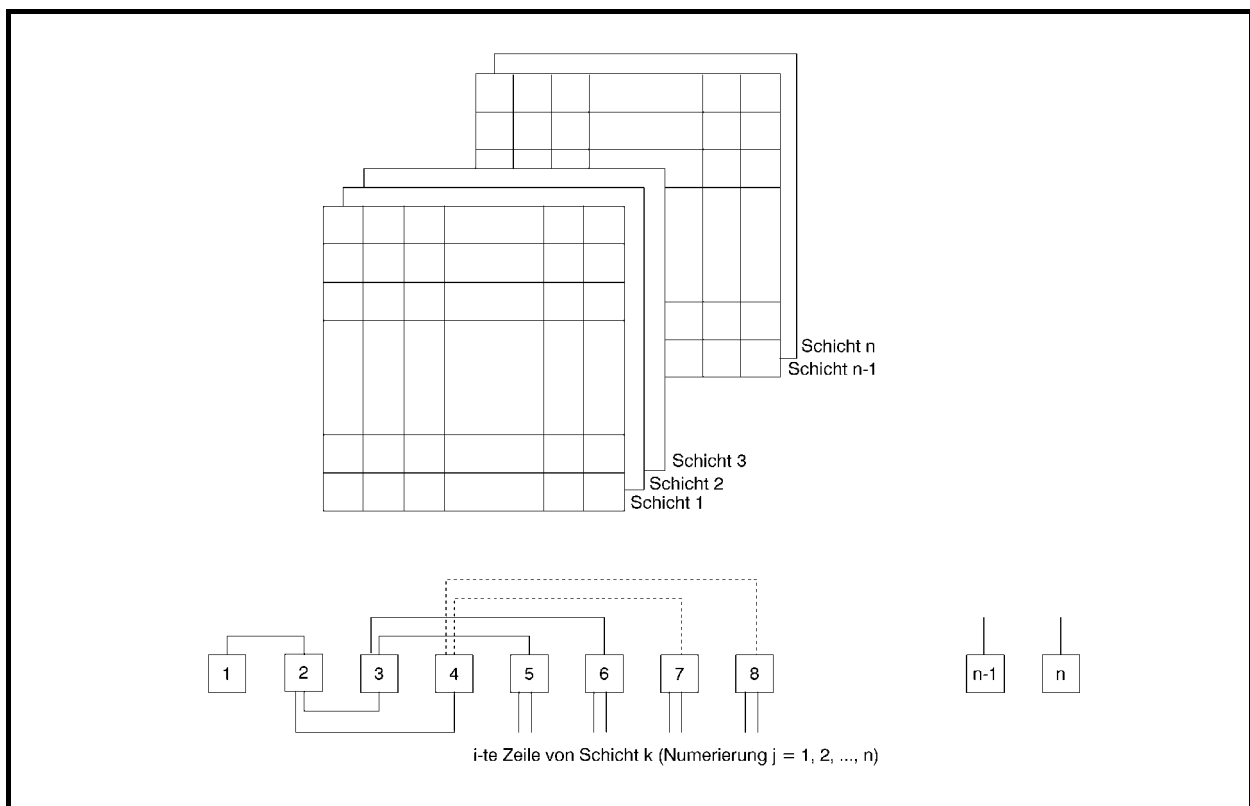 Schicht n
Schicht n-1
Schicht 3
Schicht 2
Schicht 1
1 2 3 4 5 6 7 8 n-1 n
i-te Zeile von Schicht k (Numerierung j = 1, 2, ..., n)